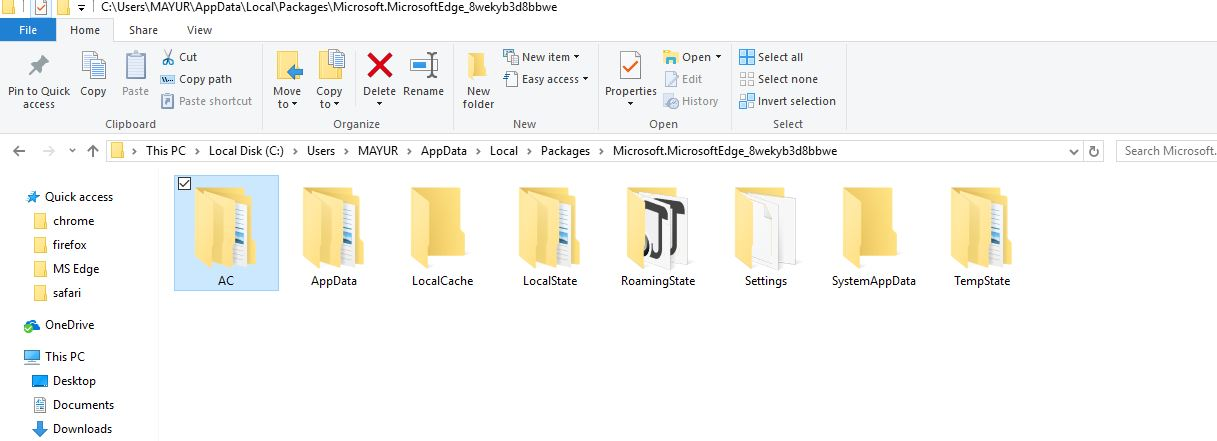 C:\Users\MAYUR\AppData\Local\Packages\Microsoft.MicrosoftEdge_8wekyb3d8bbwe
File Home Share View
Pin to Quick access
Copy
Paste
Cut
Copy path
Paste shortcut
Clipboard
Move to
Copy to
Delete
Rename
Organize
New folder
New item
Easy access
New
Properties
Open
Edit
History
Open
Select all
Select none
Invert selection
Select
This PC Local Disk (C:) Users MAYUR AppData Local Packages Microsoft.MicrosoftEdge_8wekyb3d8bbwe
Search Microsoft.
Quick access
chrome
firefox
MS Edge
safari
OneDrive
This PC
Desktop
Documents
Downloads
AC AppData LocalCache LocalState RoamingState Settings SystemAppData TempState